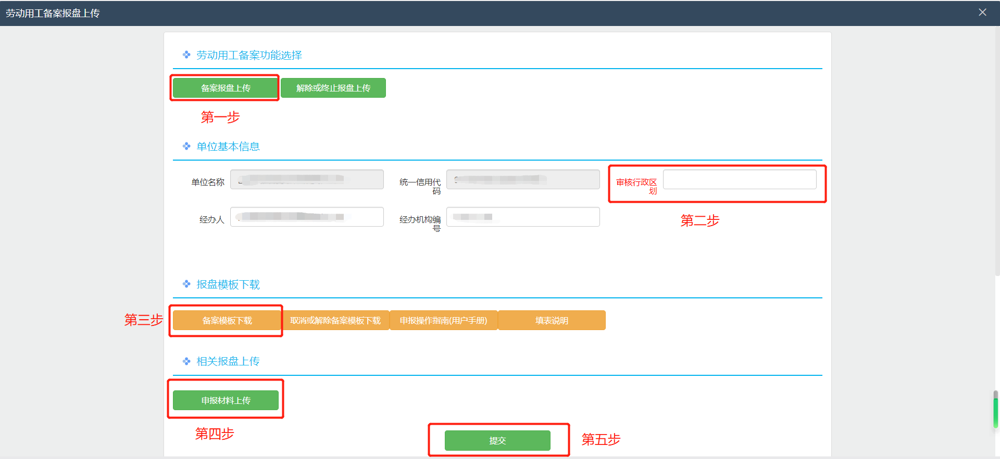 劳动用工备案报盘上传
劳动用工备案功能选择
备案报盘上传
解除或终止报盘上传
第一步
单位基本信息
单位名称
统一信用代
码
审核行政区
划
经办人
经办机构编
号
第二步
报盘模板下载
第三步
备案模板下载
取消或解除备案模板下载
申报操作指南(用户手册)
填表说明
相关报盘上传
申报材料上传
第四步
提交
第五步